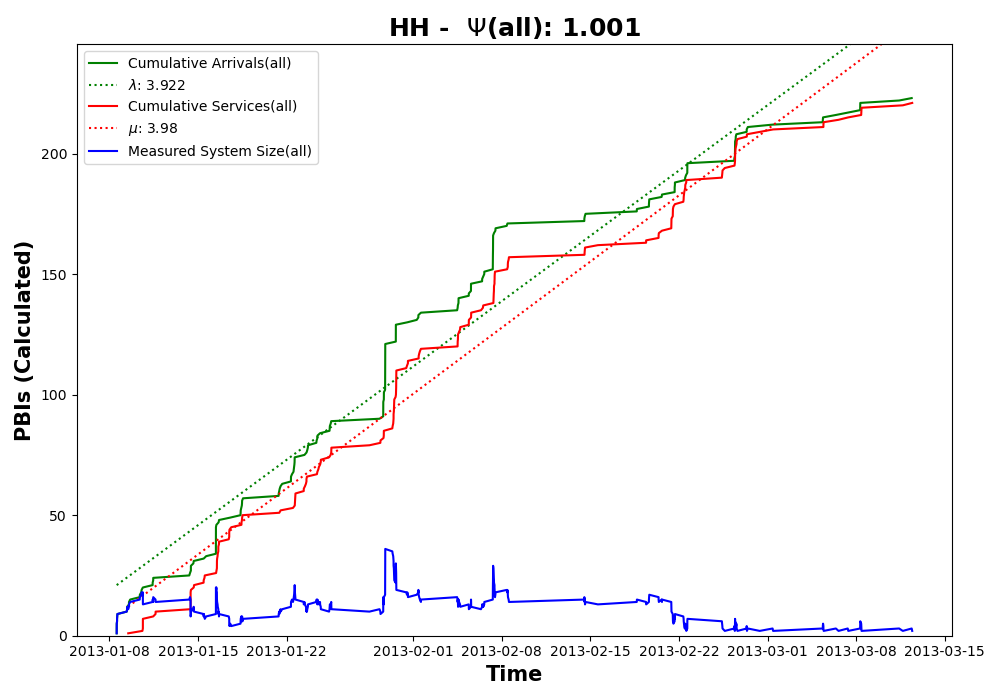 HH -  Ψ(all): 1.001
Cumulative Arrivals(all)
λ: 3.922
Cumulative Services(all)
μ: 3.98
Measured System Size(all)
PBIs (Calculated)
200
150
100
50
0
2013-01-08 2013-01-15 2013-01-22 2013-02-01 2013-02-08 2013-02-15 2013-02-22 2013-03-01 2013-03-08 2013-03-15
Time